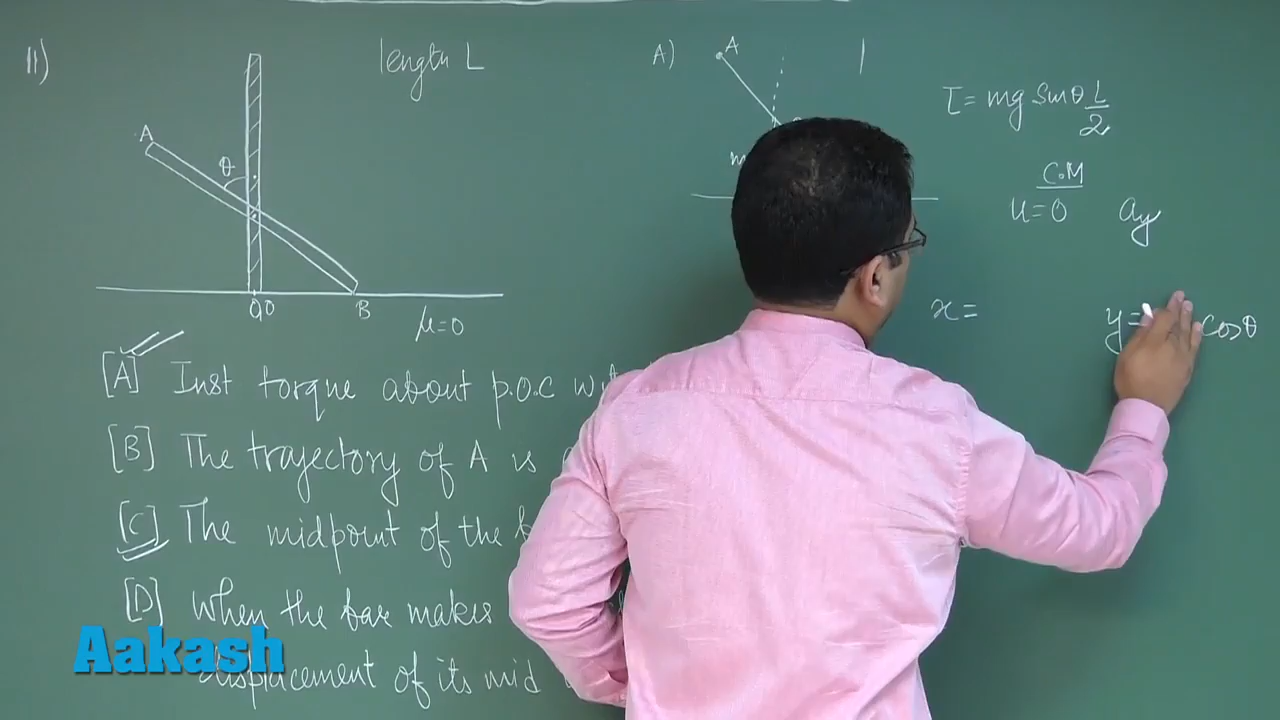 11)
length L
A
θ
O
B
μ=0
[A] Inst torque about p.o.c
[B] The trajectory of A is
[C] The midpoint of the
[D] When the bar makes
displacement of its mid
A)
A
τ = mg Sinθ L/2
C.M
u=0 ay
x= y= cosθ
Aakash